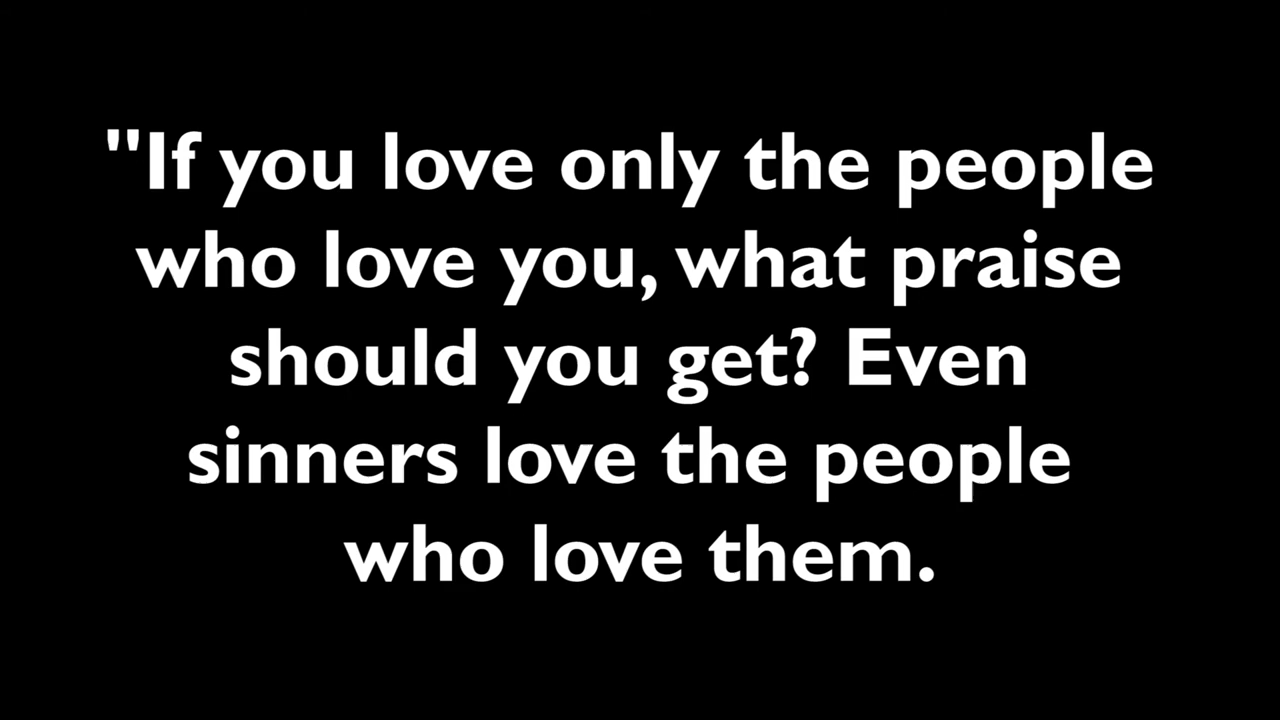 "If you love only the people
who love you, what praise
should you get? Even
sinners love the people
who love them.